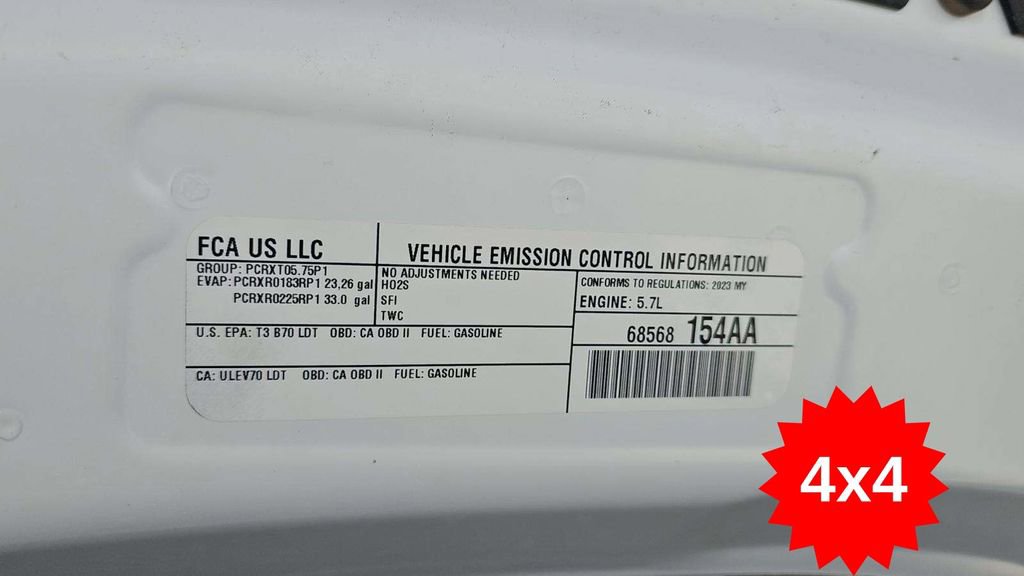 FCA US LLC
VEHICLE EMISSION CONTROL INFORMATION
GROUP: PCRXT05.75P1
EVAP: PCRXR0183RP1 23,26 gal
PCRXR0225RP1 33.0 gal
NO ADJUSTMENTS NEEDED
HO2S
SFI
TWC
CONFORMS TO REGULATIONS: 2023 MY
ENGINE: 5.7L
U.S. EPA: T3 B70 LDT OBD: CA OBD II FUEL: GASOLINE
68568 154AA
CA: ULEV70 LDT OBD: CA OBD II FUEL: GASOLINE
4x4